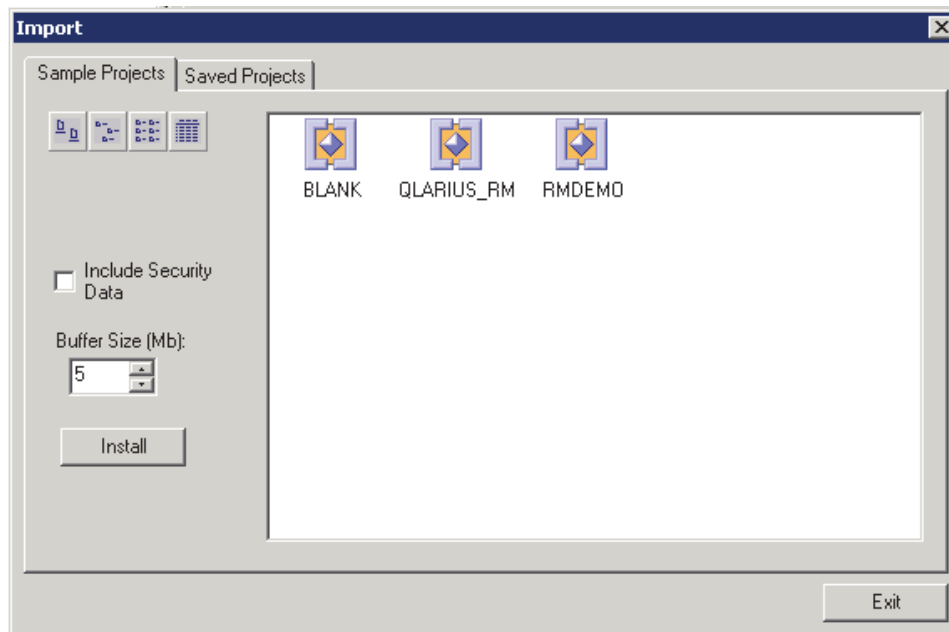 Import
Sample Projects
Saved Projects
BLANK
QLARIUS_RM
RMDEMO
Include Security
Data
Buffer Size (Mb):
5
Install
Exit